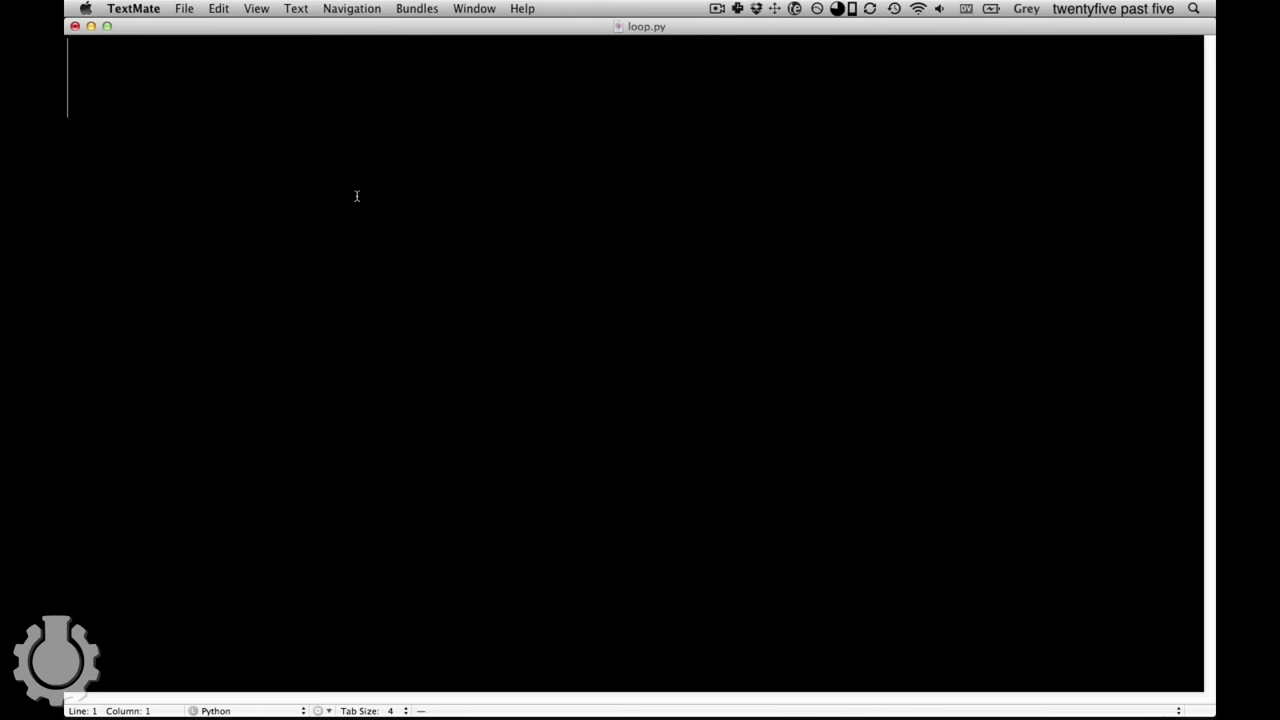 TextMate File Edit View Text Navigation Bundles Window Help Grey twentyfive past five
loop.py
Line: 1 Column: 1 Python Tab Size: 4 —